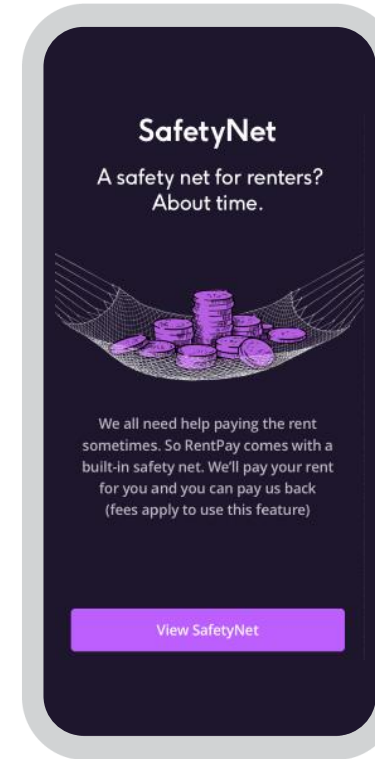 SafetyNet
A safety net for renters?
About time.
We all need help paying the rent
sometimes. So RentPay comes with a
built-in safety net. We’ll pay your rent
for you and you can pay us back
(fees apply to use this feature)
View SafetyNet